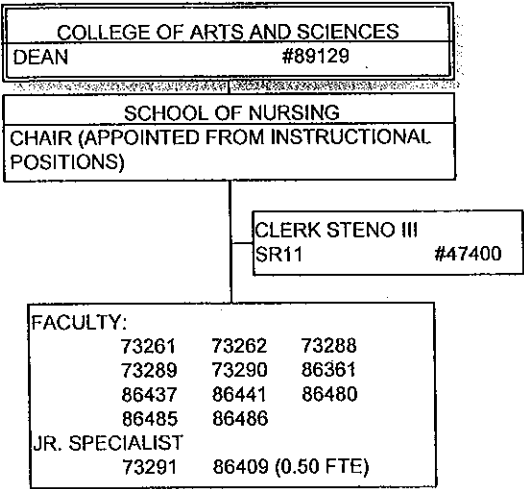 COLLEGE OF ARTS AND SCIENCES
DEAN #89129
SCHOOL OF NURSING
CHAIR (APPOINTED FROM INSTRUCTIONAL
POSITIONS)
CLERK STENO III
SR11 #47400
FACULTY:
73261 73262 73288
73289 73290 86361
86437 86441 86480
86485 86486
JR. SPECIALIST
73291 86409 (0.50 FTE)